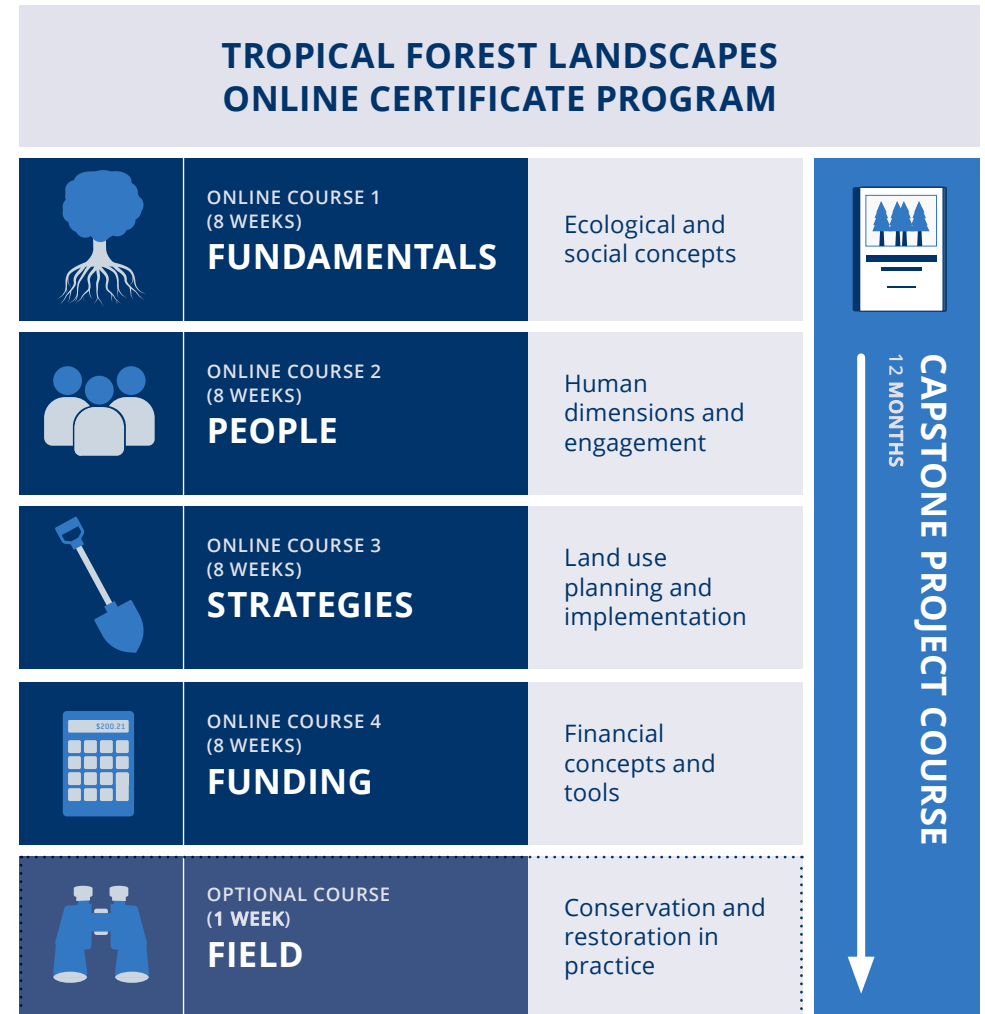 TROPICAL FOREST LANDSCAPES
ONLINE CERTIFICATE PROGRAM
ONLINE COURSE 1
(8 WEEKS)
FUNDAMENTALS
Ecological and
social concepts
ONLINE COURSE 2
(8 WEEKS)
PEOPLE
Human
dimensions and
engagement
ONLINE COURSE 3
(8 WEEKS)
STRATEGIES
Land use
planning and
implementation
$200.21
ONLINE COURSE 4
(8 WEEKS)
FUNDING
Financial
concepts and
tools
OPTIONAL COURSE
(1 WEEK)
FIELD
Conservation and
restoration in
practice
CAPSTONE PROJECT COURSE
12 MONTHS